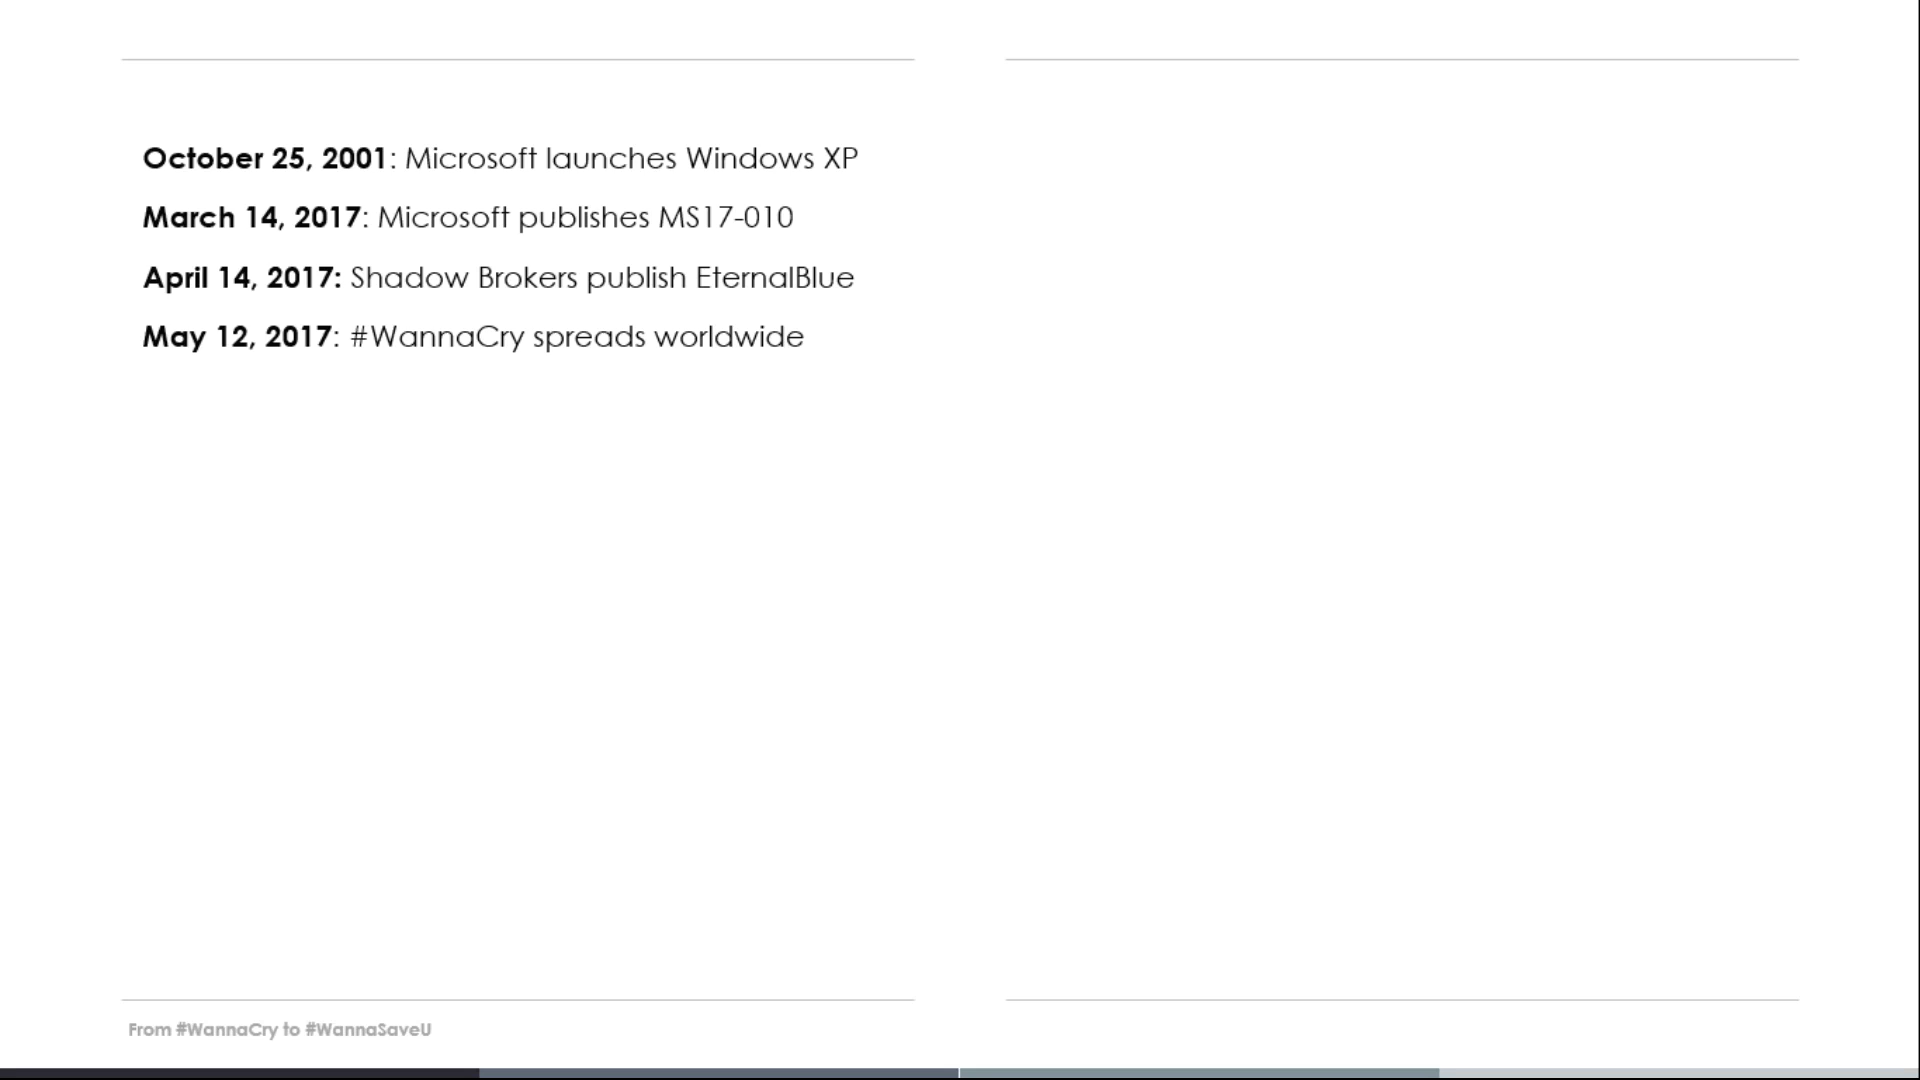 October 25, 2001: Microsoft launches Windows XP
March 14, 2017: Microsoft publishes MS17-010
April 14, 2017: Shadow Brokers publish EternalBlue
May 12, 2017: #WannaCry spreads worldwide
From #WannaCry to #WannaSaveU